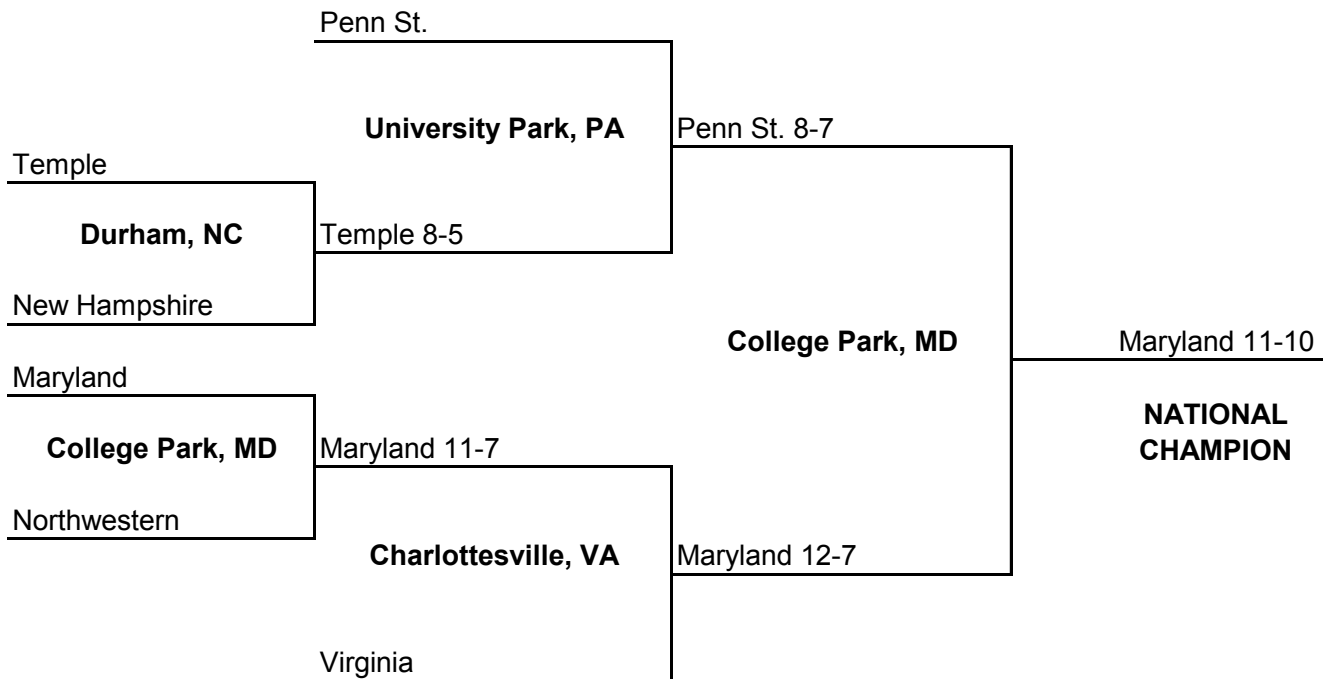 Penn St.
University Park, PA
Penn St. 8-7
Temple
Durham, NC
Temple 8-5
New Hampshire
College Park, MD
Maryland 11-10
Maryland
NATIONAL
CHAMPION
College Park, MD
Maryland 11-7
Northwestern
Charlottesville, VA
Maryland 12-7
Virginia